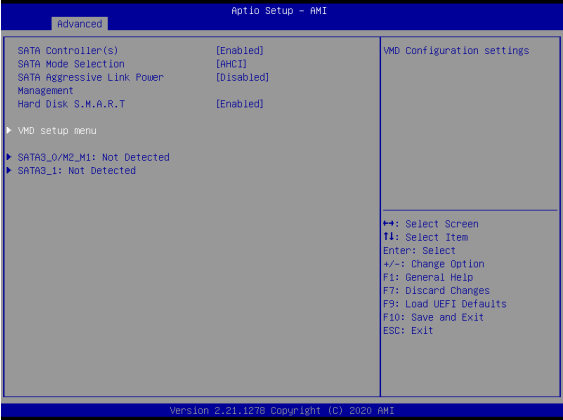 Aptio Setup – AMI
Advanced
SATA Controller(s) [Enabled]
SATA Mode Selection [AHCI]
SATA Aggressive Link Power [Disabled]
Management
Hard Disk S.M.A.R.T [Enabled]
VMD setup menu
SATA3_0/M2_M1: Not Detected
SATA3_1: Not Detected
VMD Configuration settings
↔: Select Screen
↑↓: Select Item
Enter: Select
+/-: Change Option
F1: General Help
F7: Discard Changes
F9: Load UEFI Defaults
F10: Save and Exit
ESC: Exit
Version 2.21.1278 Copyright (C) 2020 AMI